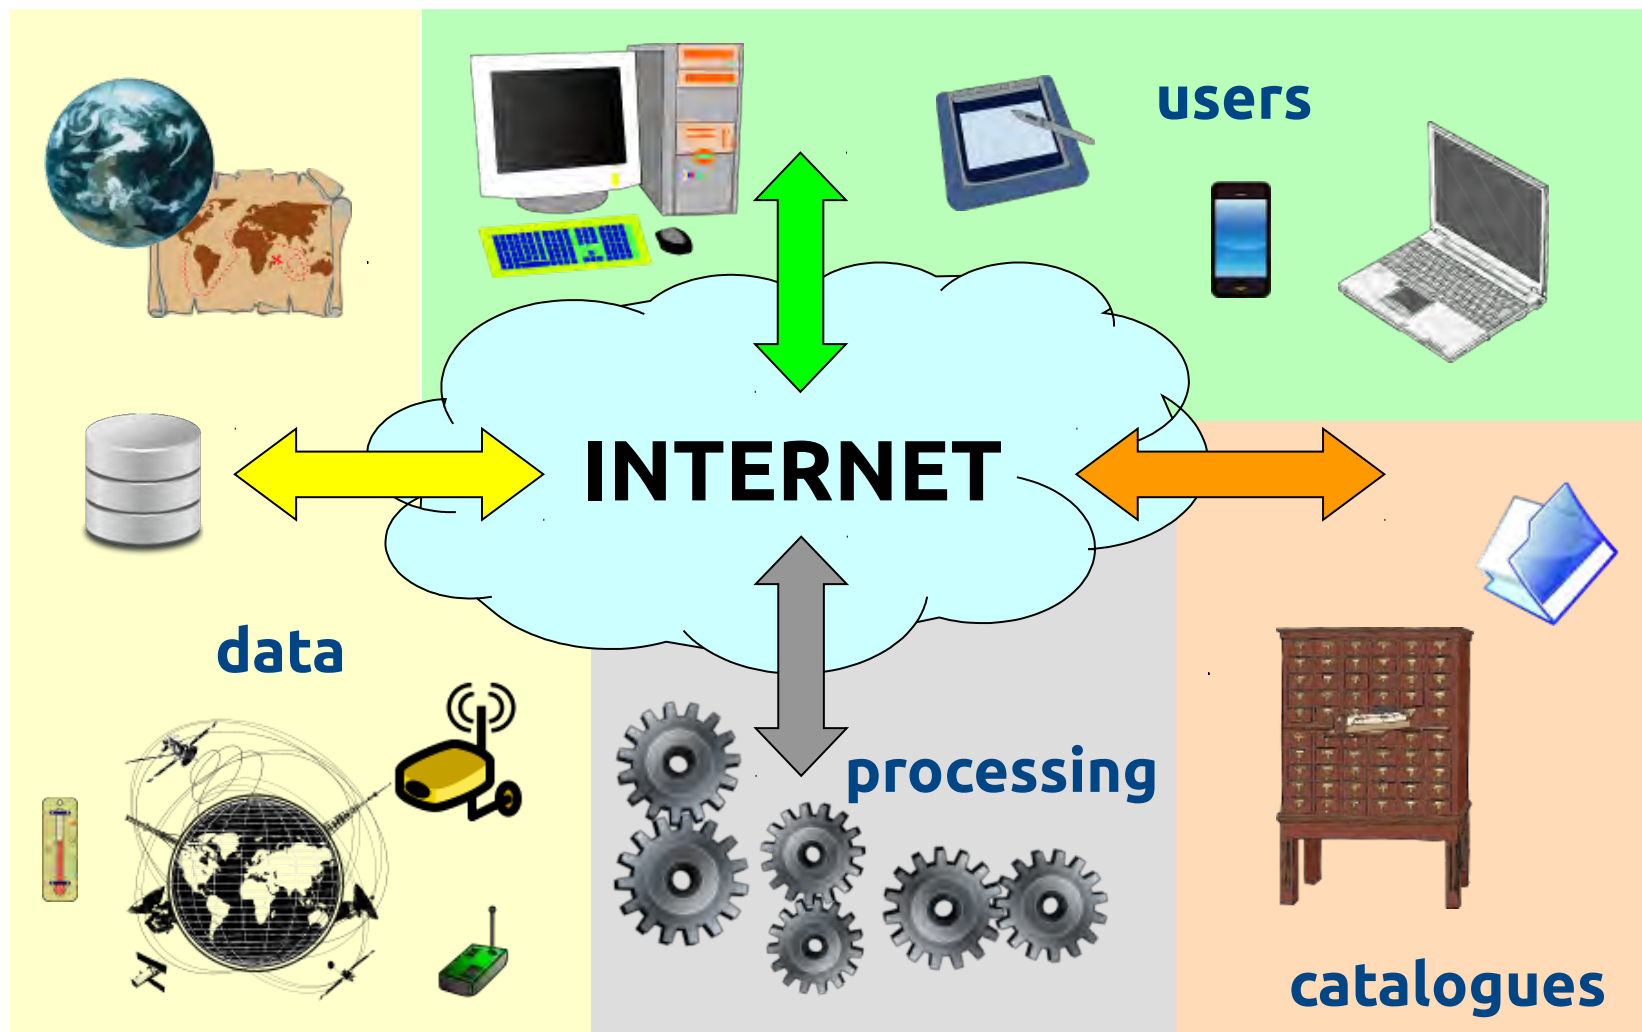 users
INTERNET
data
processing
catalogues